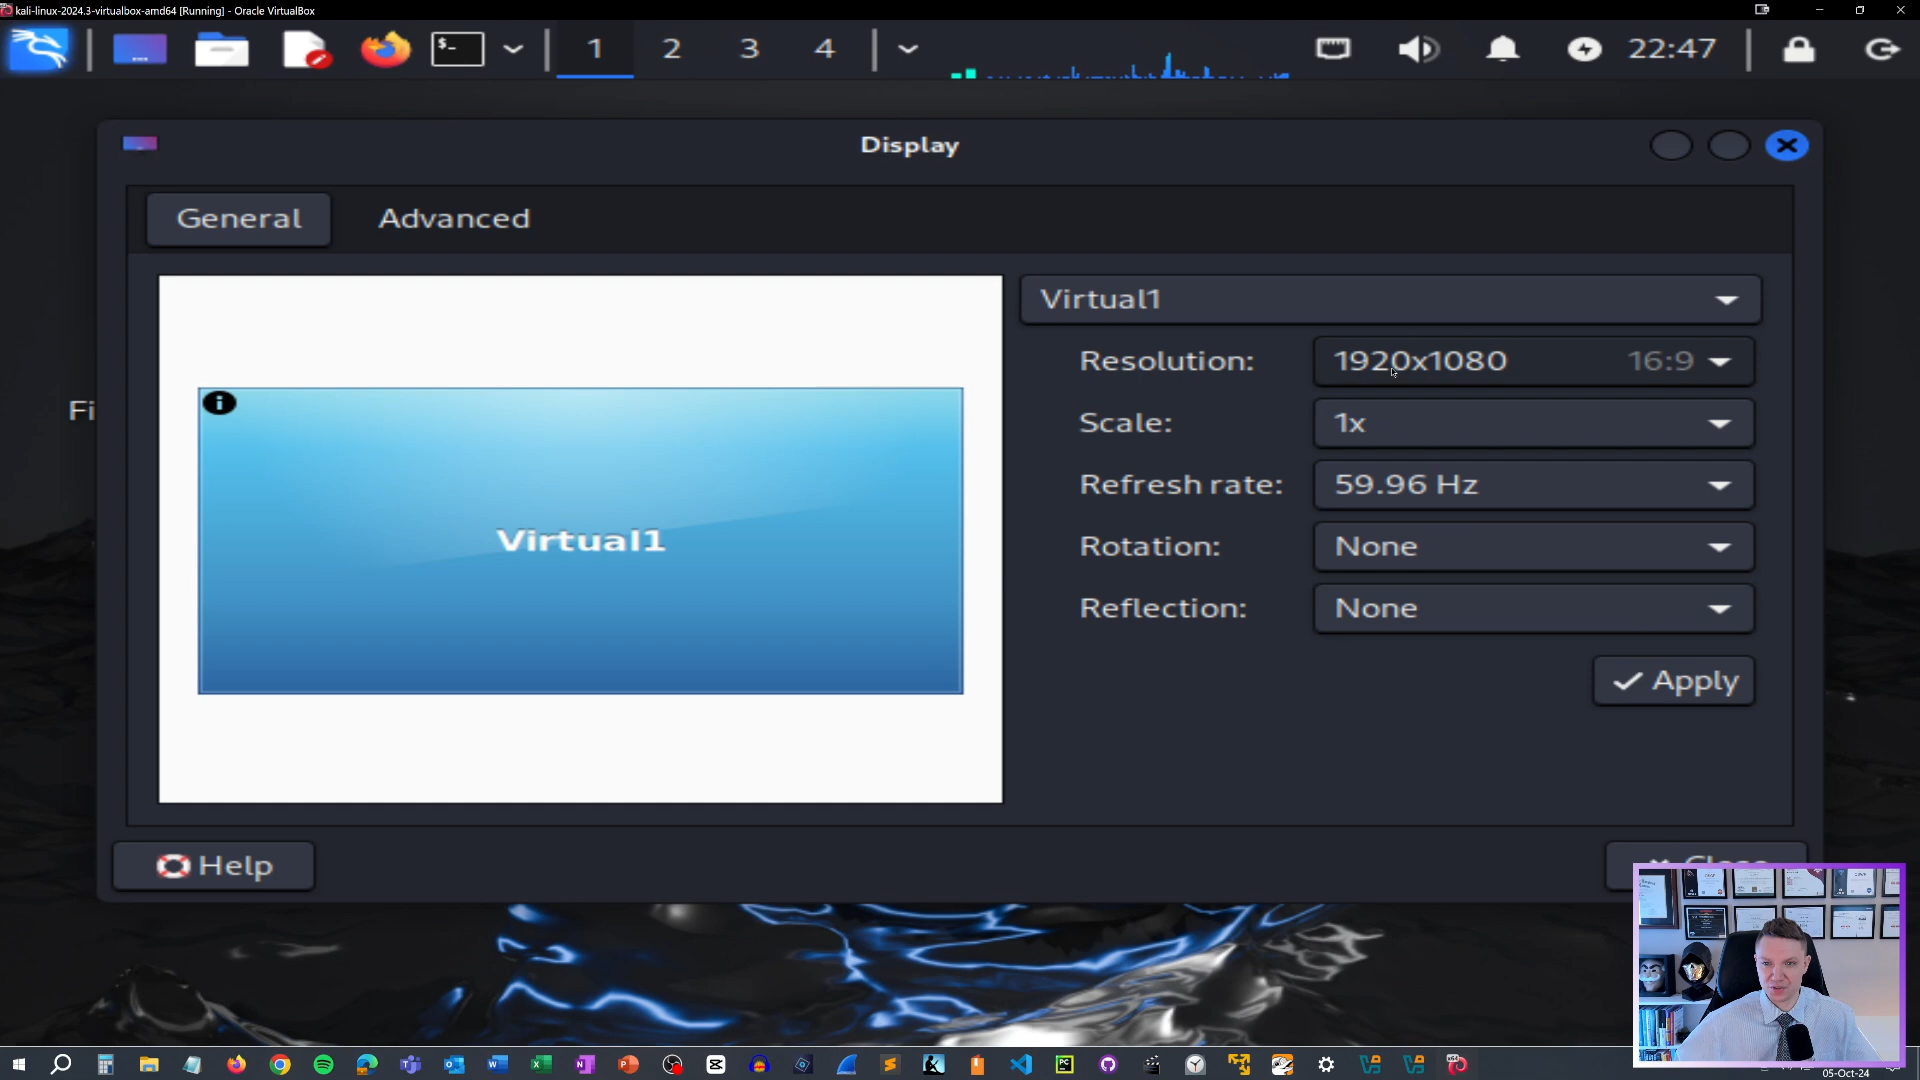 kali-linux-2024.3-virtualbox-amd64 [Running] - Oracle VirtualBox
$-
1 2 3 4
22:47
Display
General Advanced
Virtual1
Resolution: 1920x1080 16:9
Scale: 1x
Refresh rate: 59.96 Hz
Rotation: None
Reflection: None
Apply
Virtual1
Fi
Help
05-Oct-24